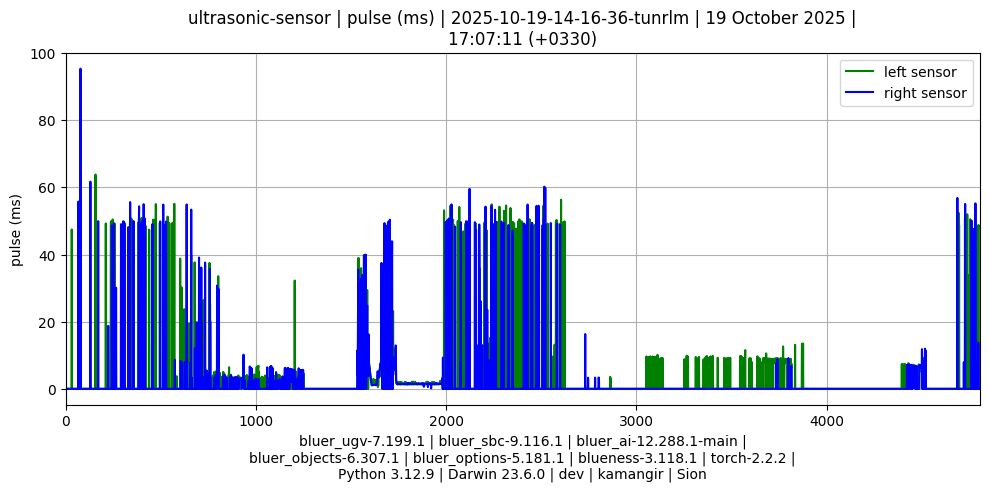 ultrasonic-sensor | pulse (ms) | 2025-10-19-14-16-36-tunrlm | 19 October 2025 |
17:07:11 (+0330)
left sensor
right sensor
pulse (ms)
100
80
60
40
20
0
0 1000 2000 3000 4000
bluer_ugv-7.199.1 | bluer_sbc-9.116.1 | bluer_ai-12.288.1-main |
bluer_objects-6.307.1 | bluer_options-5.181.1 | blueness-3.118.1 | torch-2.2.2 |
Python 3.12.9 | Darwin 23.6.0 | dev | kamangir | Sion